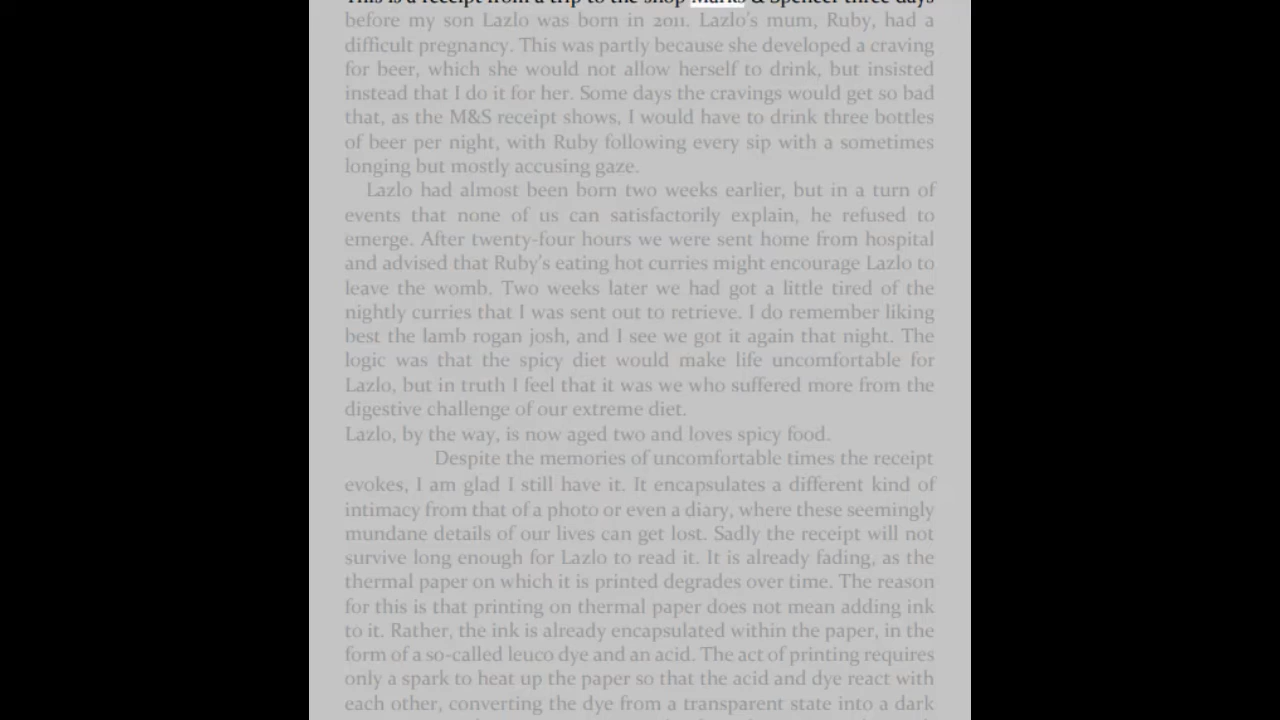 This is a receipt from a trip to the shop Marks & Spencer three days
before my son Lazlo was born in 2011. Lazlo's mum, Ruby, had a
difficult pregnancy. This was partly because she developed a craving
for beer, which she would not allow herself to drink, but insisted
instead that I do it for her. Some days the cravings would get so bad
that, as the M&S receipt shows, I would have to drink three bottles
of beer per night, with Ruby following every sip with a sometimes
longing but mostly accusing gaze.
Lazlo had almost been born two weeks earlier, but in a turn of
events that none of us can satisfactorily explain, he refused to
emerge. After twenty-four hours we were sent home from hospital
and advised that Ruby's eating hot curries might encourage Lazlo to
leave the womb. Two weeks later we had got a little tired of the
nightly curries that I was sent out to retrieve. I do remember liking
best the lamb rogan josh, and I see we got it again that night. The
logic was that the spicy diet would make life uncomfortable for
Lazlo, but in truth I feel that it was we who suffered more from the
digestive challenge of our extreme diet.
Lazlo, by the way, is now aged two and loves spicy food.
Despite the memories of uncomfortable times the receipt
evokes, I am glad I still have it. It encapsulates a different kind of
intimacy from that of a photo or even a diary, where these seemingly
mundane details of our lives can get lost. Sadly the receipt will not
survive long enough for Lazlo to read it. It is already fading, as the
thermal paper on which it is printed degrades over time. The reason
for this is that printing on thermal paper does not mean adding ink
to it. Rather, the ink is already encapsulated within the paper, in the
form of a so-called leuco dye and an acid. The act of printing requires
only a spark to heat up the paper so that the acid and dye react with
each other, converting the dye from a transparent state into a dark